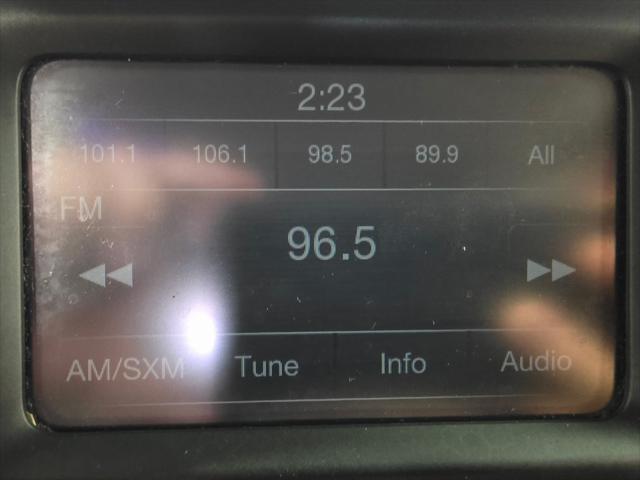 2:23
101.1 106.1 98.5 89.9 All
FM
96.5
AM/SXM Tune Info Audio